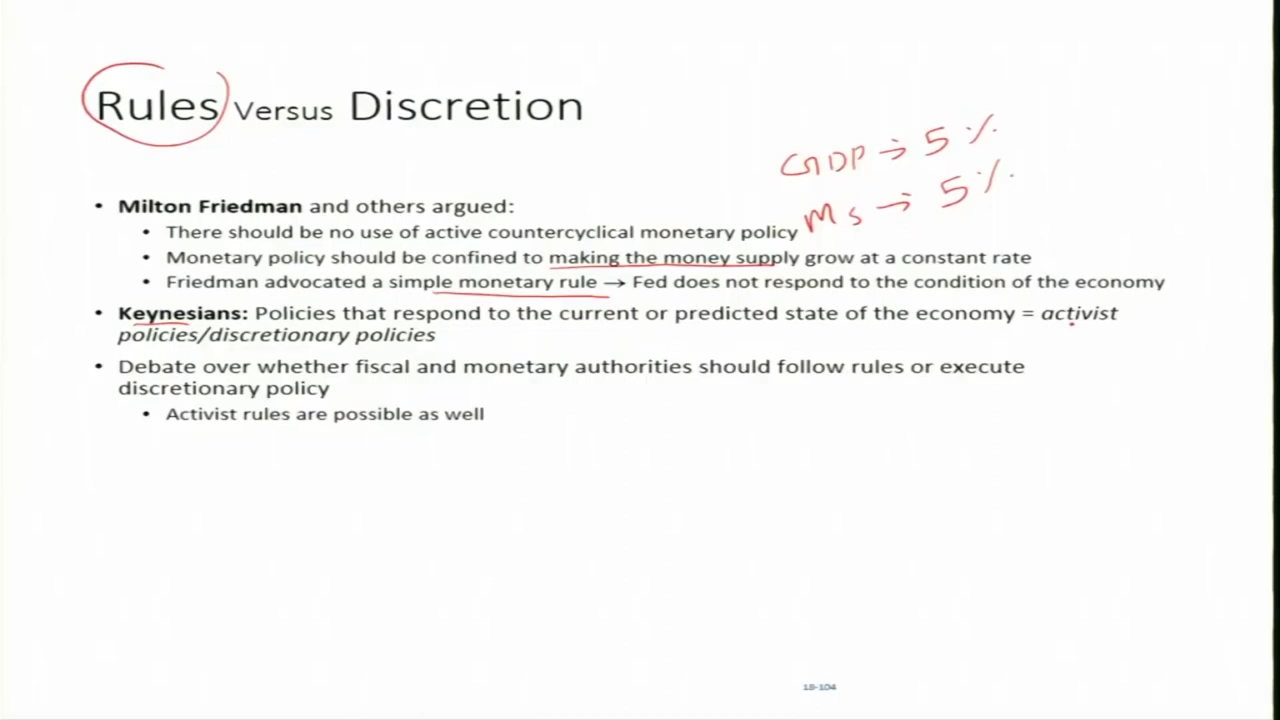 Rules Versus Discretion
GDP → 5 %
Ms → 5 %
• Milton Friedman and others argued:
• There should be no use of active countercyclical monetary policy
• Monetary policy should be confined to making the money supply grow at a constant rate
• Friedman advocated a simple monetary rule → Fed does not respond to the condition of the economy
• Keynesians: Policies that respond to the current or predicted state of the economy = activist
policies/discretionary policies
• Debate over whether fiscal and monetary authorities should follow rules or execute
discretionary policy
• Activist rules are possible as well
18-104